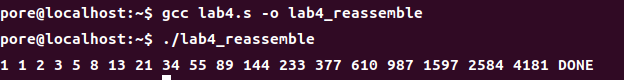 pore@localhost:~$ gcc lab4.s -o lab4_reassemble
pore@localhost:~$ ./lab4_reassemble
1 1 2 3 5 8 13 21 34 55 89 144 233 377 610 987 1597 2584 4181 DONE